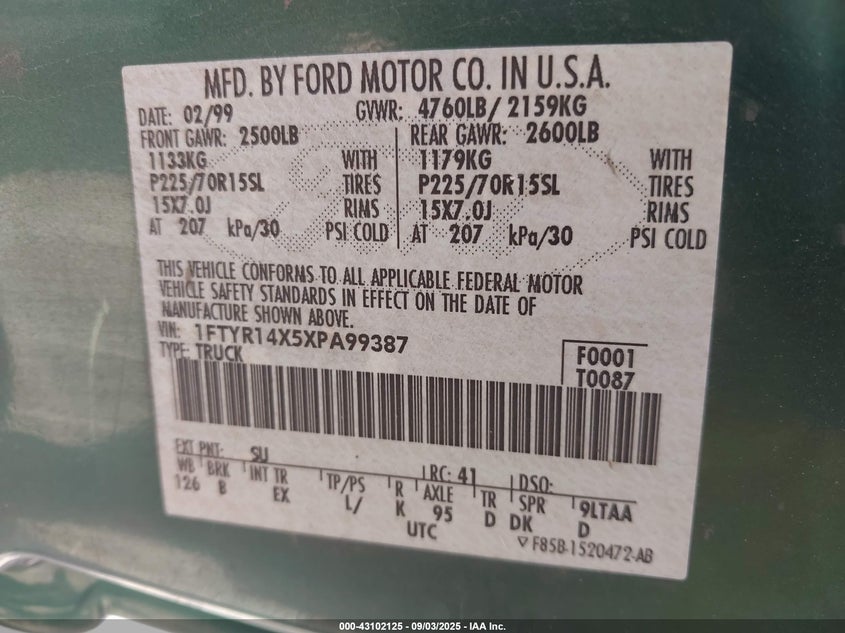 MFD. BY FORD MOTOR CO. IN U.S.A.
DATE: 02/99 GVWR: 4760LB/ 2159KG
FRONT GAWR: 2500LB REAR GAWR: 2600LB
1133KG WITH 1179KG WITH
P225/70R15SL TIRES P225/70R15SL TIRES
15X7.0J RIMS 15X7.0J RIMS
AT 207 kPa/30 PSI COLD AT 207 kPa/30 PSI COLD
THIS VEHICLE CONFORMS TO ALL APPLICABLE FEDERAL MOTOR
VEHICLE SAFETY STANDARDS IN EFFECT ON THE DATE OF
MANUFACTURE SHOWN ABOVE.
VIN: 1FTYR14X5XPA99387
TYPE: TRUCK
F0001
T0087
EXT PNT: SU RC: 41 DSO:
WB BRK INT TR TP/PS R AXLE TR SPR 9LTAA
126 B EX L/ K 95 D DK D
UTC
F85B-1520472-AB
000-43102125 - 09/03/2025 - IAA Inc.